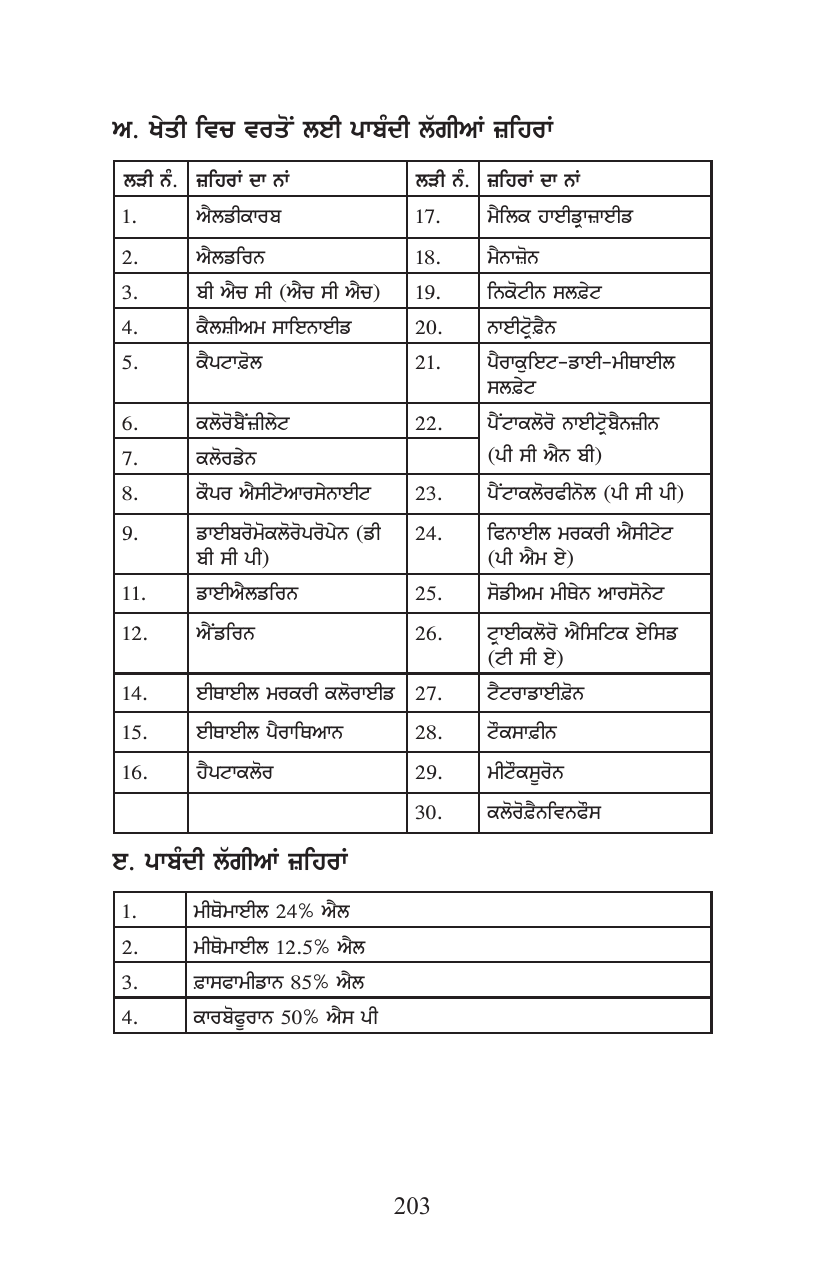 ਅ. ਖੇਤੀ ਵਿਚ ਵਰਤੋਂ ਲਈ ਪਾਬੰਦੀ ਲੱਗੀਆਂ ਜ਼ਹਿਰਾਂ
ਲੜੀ ਨੰ. ਜ਼ਹਿਰਾਂ ਦਾ ਨਾਂ ਲੜੀ ਨੰ. ਜ਼ਹਿਰਾਂ ਦਾ ਨਾਂ
1. ਐਲਡੀਕਾਰਬ 17. ਮੈਲਿਕ ਹਾਈਡ੍ਰਾਜ਼ਾਈਡ
2. ਐਲਡਰਿਨ 18. ਮੈਨਾਜ਼ੋਨ
3. ਬੀ ਐਚ ਸੀ (ਐਚ ਸੀ ਐਚ) 19. ਨਿਕੋਟੀਨ ਸਲਫ਼ੇਟ
4. ਕੈਲਸ਼ੀਅਮ ਸਾਇਨਾਈਡ 20. ਨਾਈਟ੍ਰੋਫ਼ੈਨ
5. ਕੈਪਟਾਫ਼ੋਲ 21. ਪੈਰਾਕੁਇਟ-ਡਾਈ-ਮੀਥਾਈਲ
ਸਲਫ਼ੇਟ
6. ਕਲੋਰੋਬੈਂਜ਼ੀਲੇਟ 22. ਪੈਂਟਾਕਲੋਰੋ ਨਾਈਟ੍ਰੋਬੈਨਜ਼ੀਨ
7. ਕਲੋਰਡੇਨ (ਪੀ ਸੀ ਐਨ ਬੀ)
8. ਕੌਪਰ ਐਸੀਟੋਆਰਸੇਨਾਈਟ 23. ਪੈਂਟਾਕਲੋਰਫੀਨੋਲ (ਪੀ ਸੀ ਪੀ)
9. ਡਾਈਬਰੋਮੋਕਲੋਰੋਪਰੋਪੇਨ (ਡੀ 24. ਫਿਨਾਈਲ ਮਰਕਰੀ ਐਸੀਟੇਟ
ਬੀ ਸੀ ਪੀ) (ਪੀ ਐਮ ਏ)
11. ਡਾਈਐਲਡਰਿਨ 25. ਸੋਡੀਅਮ ਮੀਥੇਨ ਆਰਸੋਨੇਟ
12. ਐਂਡਰਿਨ 26. ਟ੍ਰਾਈਕਲੋਰੋ ਐਸਿਟਿਕ ਏਸਿਡ
(ਟੀ ਸੀ ਏ)
14. ਈਥਾਈਲ ਮਰਕਰੀ ਕਲੋਰਾਈਡ 27. ਟੈਟਰਾਡਾਈਫ਼ੋਨ
15. ਈਥਾਈਲ ਪੈਰਾਥਿਆਨ 28. ਟੌਕਸਾਫ਼ੀਨ
16. ਹੈਪਟਾਕਲੋਰ 29. ਮੀਟੌਕਸੂਰੋਨ
30. ਕਲੋਰੋਫ਼ੈਨਵਿਨਫੌਸ
ੲ. ਪਾਬੰਦੀ ਲੱਗੀਆਂ ਜ਼ਹਿਰਾਂ
1. ਮੀਥੋਮਾਈਲ 24% ਐਲ
2. ਮੀਥੋਮਾਈਲ 12.5% ਐਲ
3. ਫ਼ਾਸਫਾਮੀਡਾਨ 85% ਐਲ
4. ਕਾਰਬੋਫੂਰਾਨ 50% ਐਸ ਪੀ
203